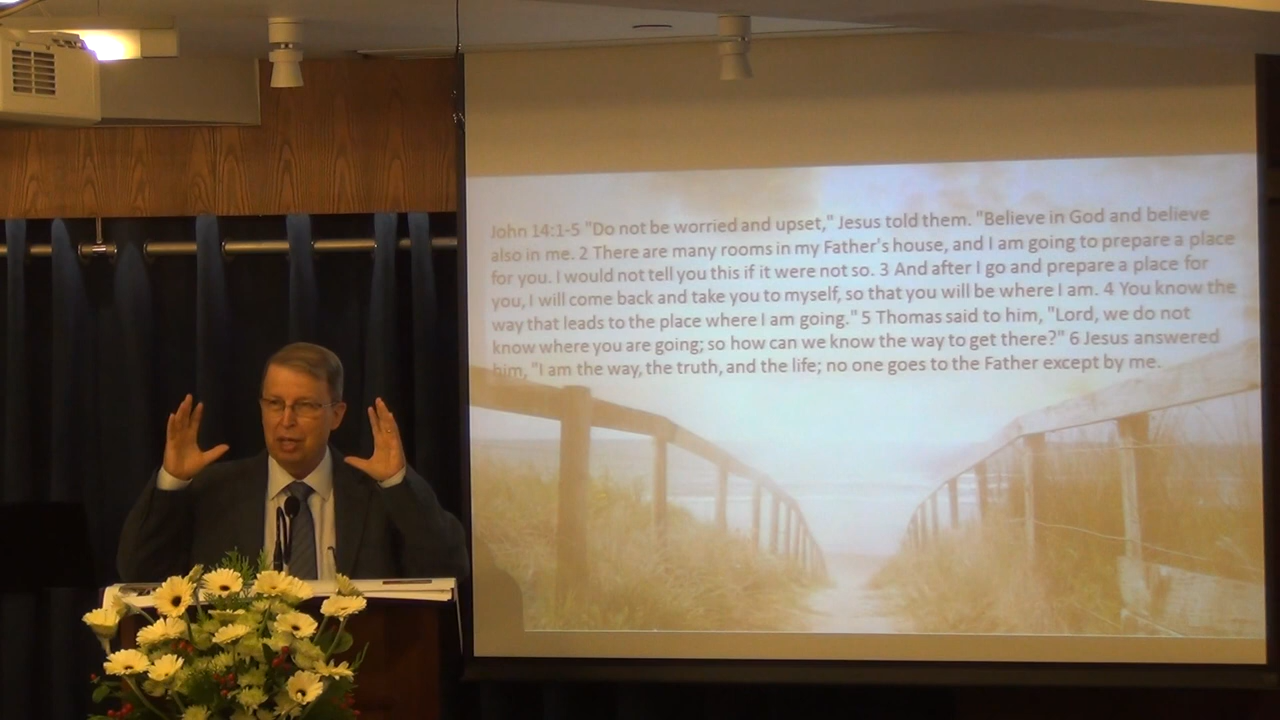 John 14:1-5 "Do not be worried and upset," Jesus told them. "Believe in God and believe
also in me. 2 There are many rooms in my Father's house, and I am going to prepare a place
for you. I would not tell you this if it were not so. 3 And after I go and prepare a place for
you, I will come back and take you to myself, so that you will be where I am. 4 You know the
way that leads to the place where I am going." 5 Thomas said to him, "Lord, we do not
know where you are going; so how can we know the way to get there?" 6 Jesus answered
him, "I am the way, the truth, and the life; no one goes to the Father except by me.